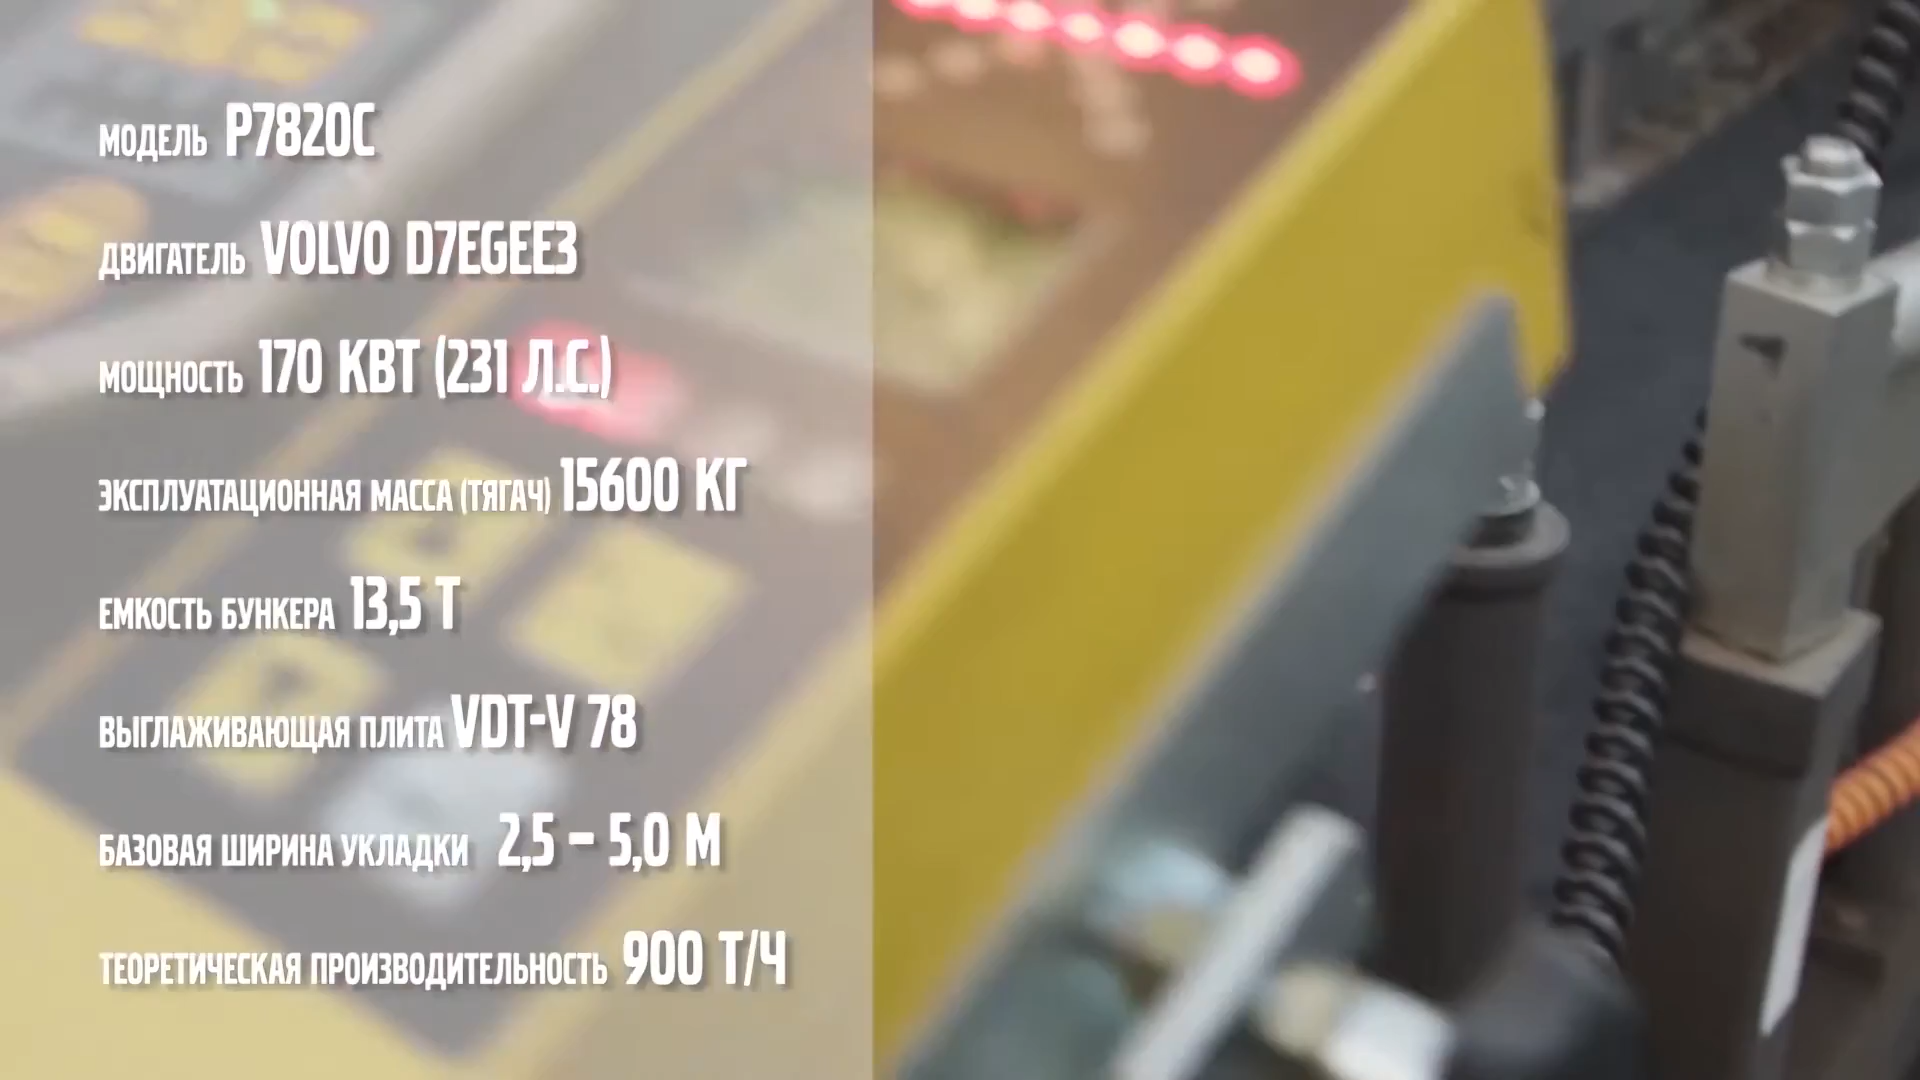 МОДЕЛЬ P7820C
ДВИГАТЕЛЬ VOLVO D7EGEE3
МОЩНОСТЬ 170 КВТ (231 Л.С.)
ЭКСПЛУАТАЦИОННАЯ МАССА (ТЯГАЧ) 15600 КГ
ЕМКОСТЬ БУНКЕРА 13,5 Т
ВЫГЛАЖИВАЮЩАЯ ПЛИТА VDT-V 78
БАЗОВАЯ ШИРИНА УКЛАДКИ 2,5 – 5,0 М
ТЕОРЕТИЧЕСКАЯ ПРОИЗВОДИТЕЛЬНОСТЬ 900 Т/Ч